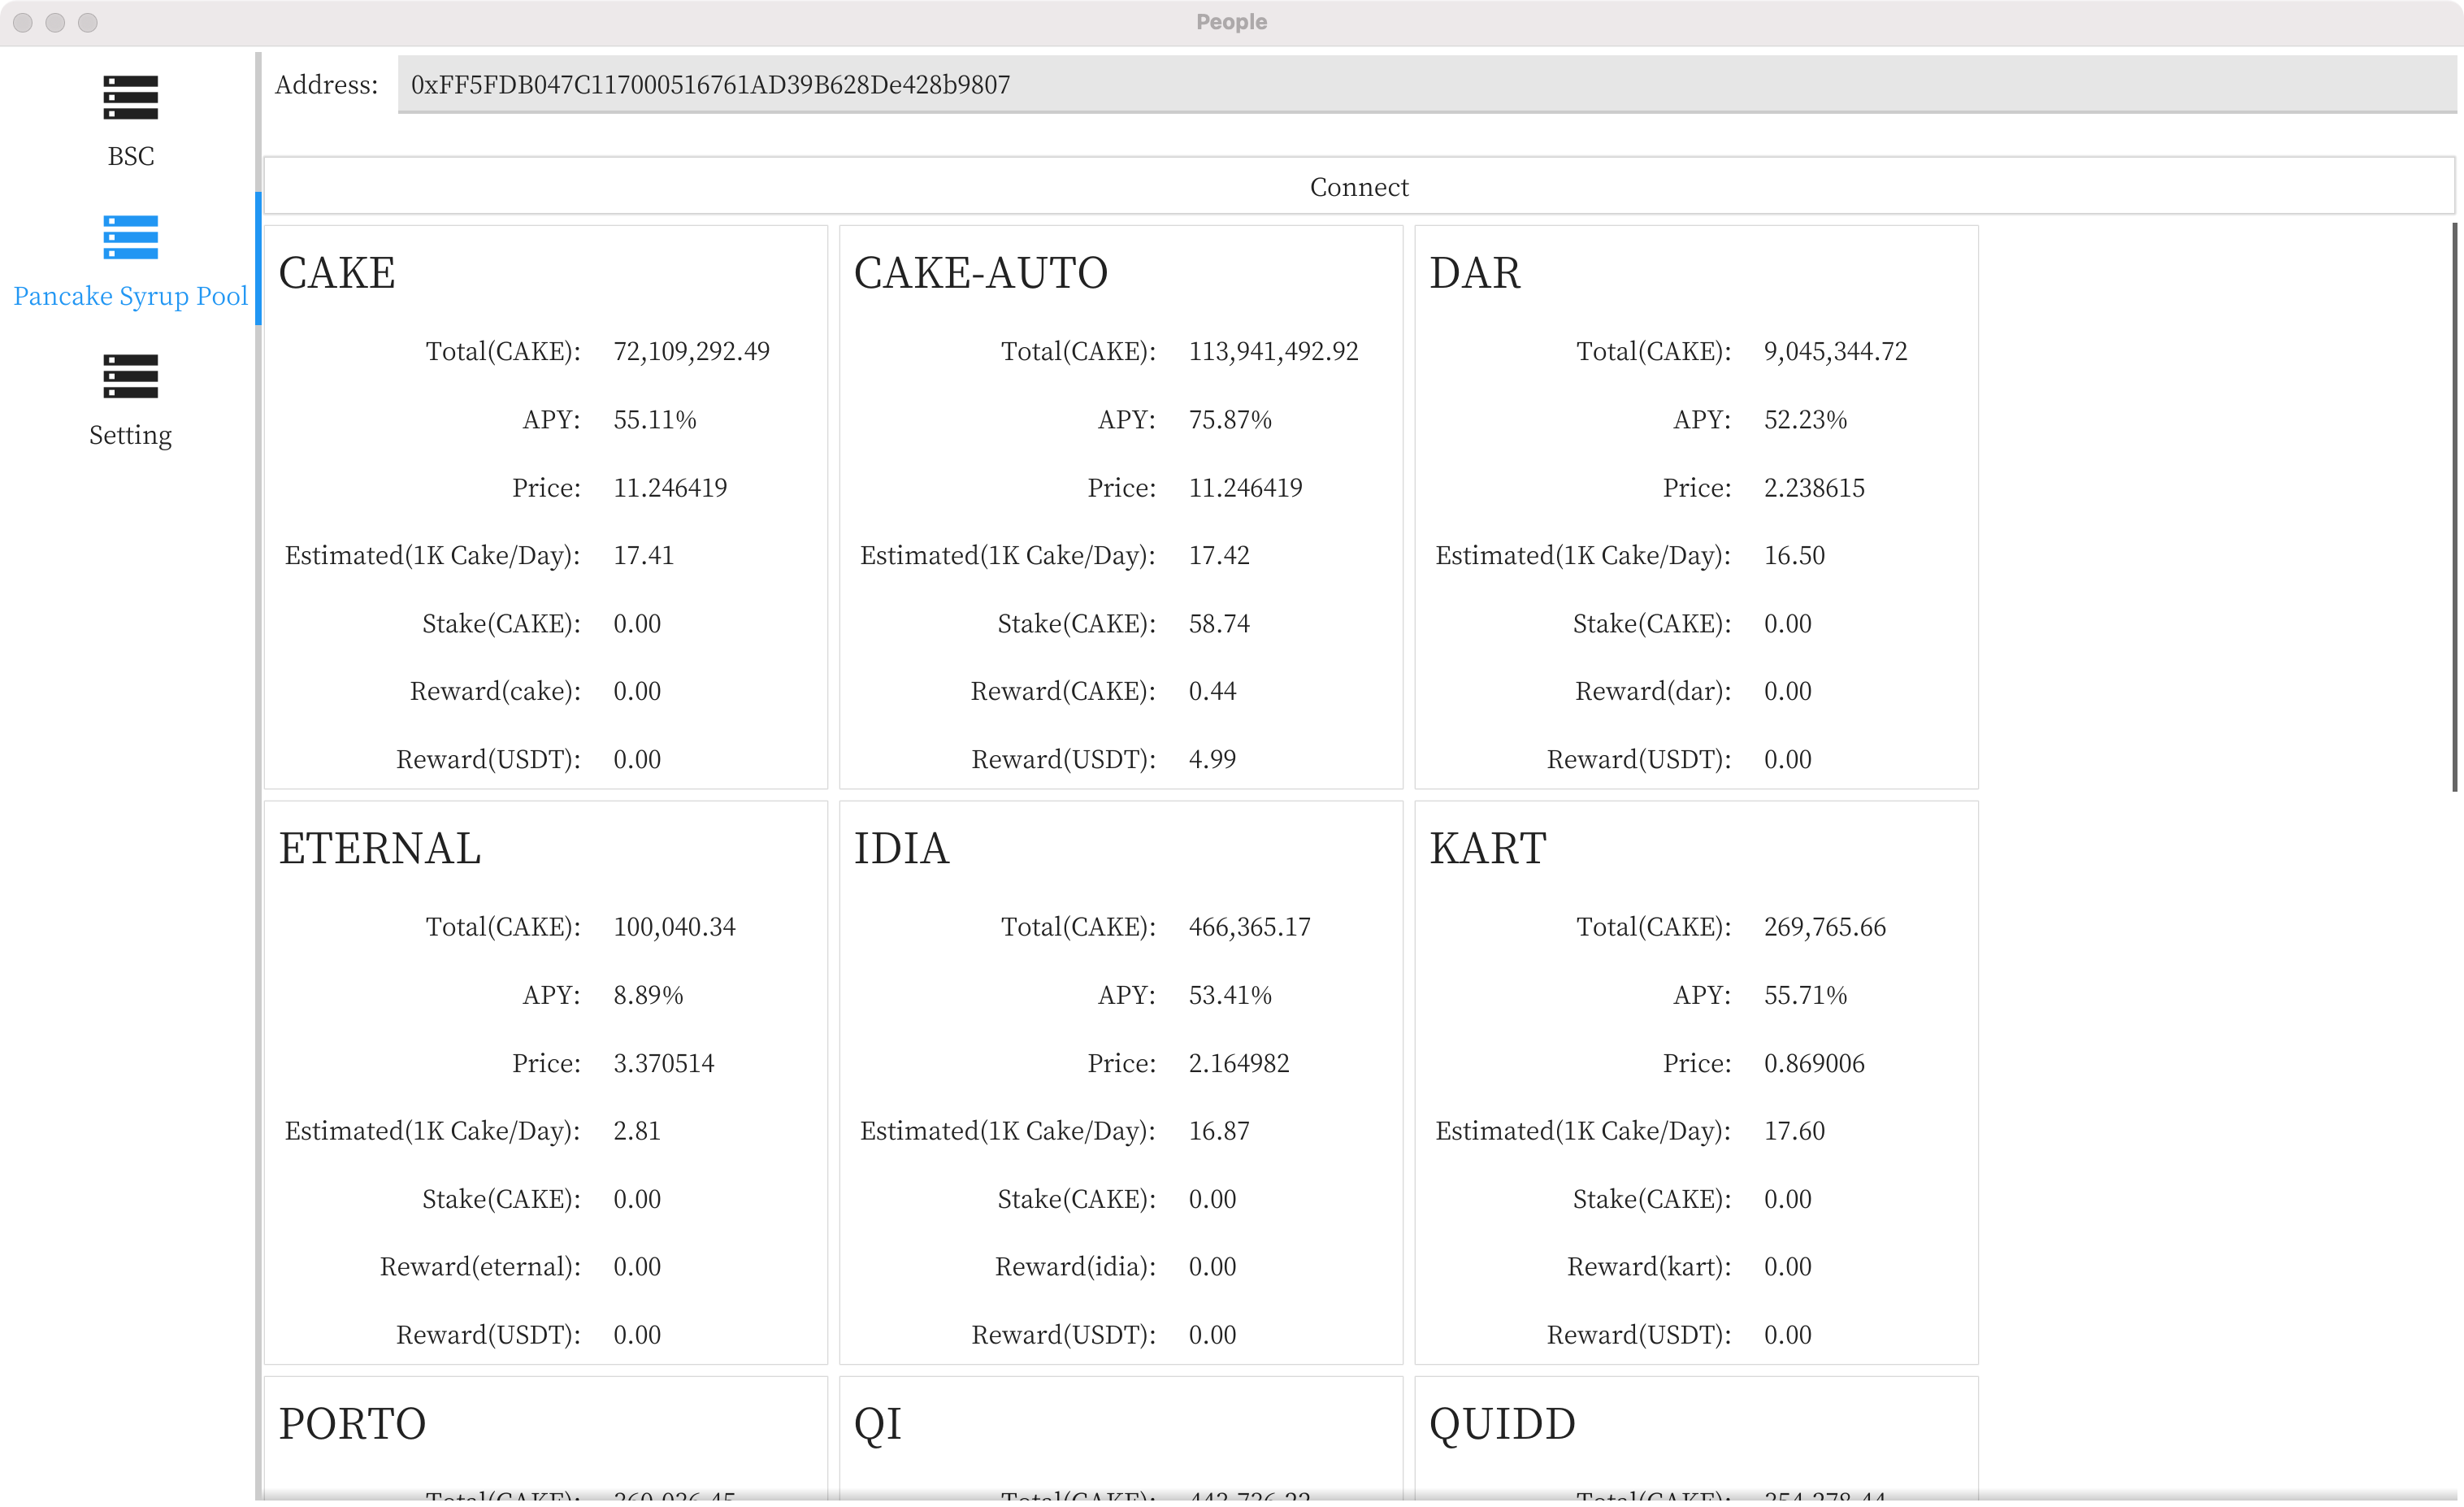 People
BSC
Pancake Syrup Pool
Setting
Address: 0xFF5FDB047C117000516761AD39B628De428b9807
Connect
CAKE
Total(CAKE): 72,109,292.49
APY: 55.11%
Price: 11.246419
Estimated(1K Cake/Day): 17.41
Stake(CAKE): 0.00
Reward(cake): 0.00
Reward(USDT): 0.00
CAKE-AUTO
Total(CAKE): 113,941,492.92
APY: 75.87%
Price: 11.246419
Estimated(1K Cake/Day): 17.42
Stake(CAKE): 58.74
Reward(CAKE): 0.44
Reward(USDT): 4.99
DAR
Total(CAKE): 9,045,344.72
APY: 52.23%
Price: 2.238615
Estimated(1K Cake/Day): 16.50
Stake(CAKE): 0.00
Reward(dar): 0.00
Reward(USDT): 0.00
ETERNAL
Total(CAKE): 100,040.34
APY: 8.89%
Price: 3.370514
Estimated(1K Cake/Day): 2.81
Stake(CAKE): 0.00
Reward(eternal): 0.00
Reward(USDT): 0.00
IDIA
Total(CAKE): 466,365.17
APY: 53.41%
Price: 2.164982
Estimated(1K Cake/Day): 16.87
Stake(CAKE): 0.00
Reward(idia): 0.00
Reward(USDT): 0.00
KART
Total(CAKE): 269,765.66
APY: 55.71%
Price: 0.869006
Estimated(1K Cake/Day): 17.60
Stake(CAKE): 0.00
Reward(kart): 0.00
Reward(USDT): 0.00
PORTO
Total(CAKE):
QI
Total(CAKE):
QUIDD
Total(CAKE):